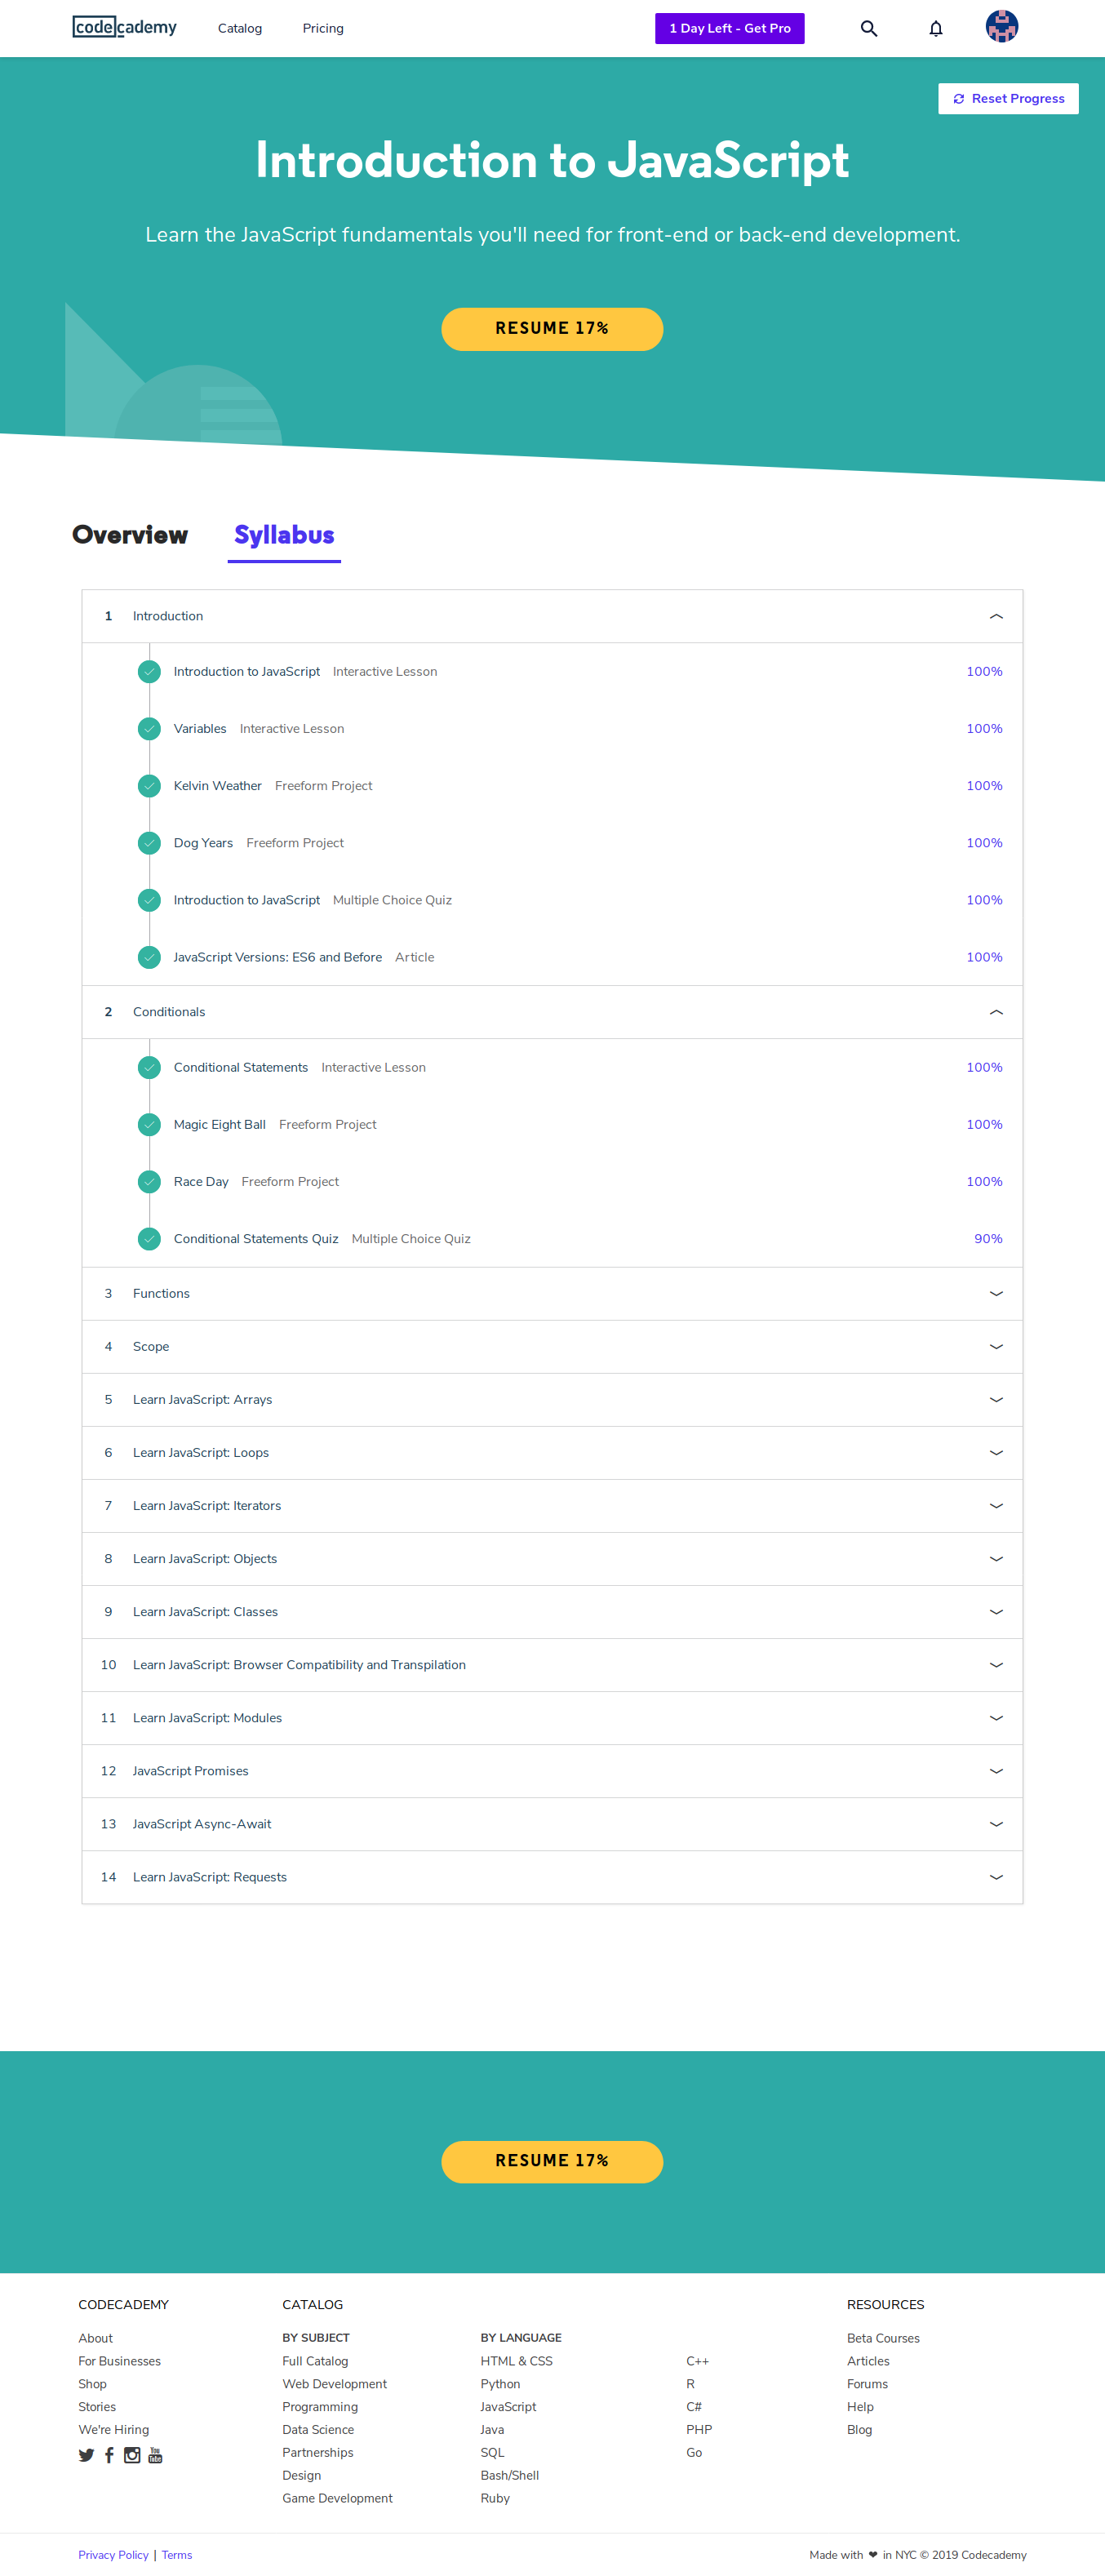 codecademy Catalog Pricing 1 Day Left - Get Pro
Reset Progress
Introduction to JavaScript
Learn the JavaScript fundamentals you'll need for front-end or back-end development.
RESUME 17%
Overview Syllabus
1 Introduction
Introduction to JavaScript Interactive Lesson 100%
Variables Interactive Lesson 100%
Kelvin Weather Freeform Project 100%
Dog Years Freeform Project 100%
Introduction to JavaScript Multiple Choice Quiz 100%
JavaScript Versions: ES6 and Before Article 100%
2 Conditionals
Conditional Statements Interactive Lesson 100%
Magic Eight Ball Freeform Project 100%
Race Day Freeform Project 100%
Conditional Statements Quiz Multiple Choice Quiz 90%
3 Functions
4 Scope
5 Learn JavaScript: Arrays
6 Learn JavaScript: Loops
7 Learn JavaScript: Iterators
8 Learn JavaScript: Objects
9 Learn JavaScript: Classes
10 Learn JavaScript: Browser Compatibility and Transpilation
11 Learn JavaScript: Modules
12 JavaScript Promises
13 JavaScript Async-Await
14 Learn JavaScript: Requests
RESUME 17%
CODECADEMY
About
For Businesses
Shop
Stories
We're Hiring
You Tube
CATALOG
BY SUBJECT
Full Catalog
Web Development
Programming
Data Science
Partnerships
Design
Game Development
BY LANGUAGE
HTML & CSS
Python
JavaScript
Java
SQL
Bash/Shell
Ruby
C++
R
C#
PHP
Go
RESOURCES
Beta Courses
Articles
Forums
Help
Blog
Privacy Policy | Terms
Made with ❤ in NYC © 2019 Codecademy